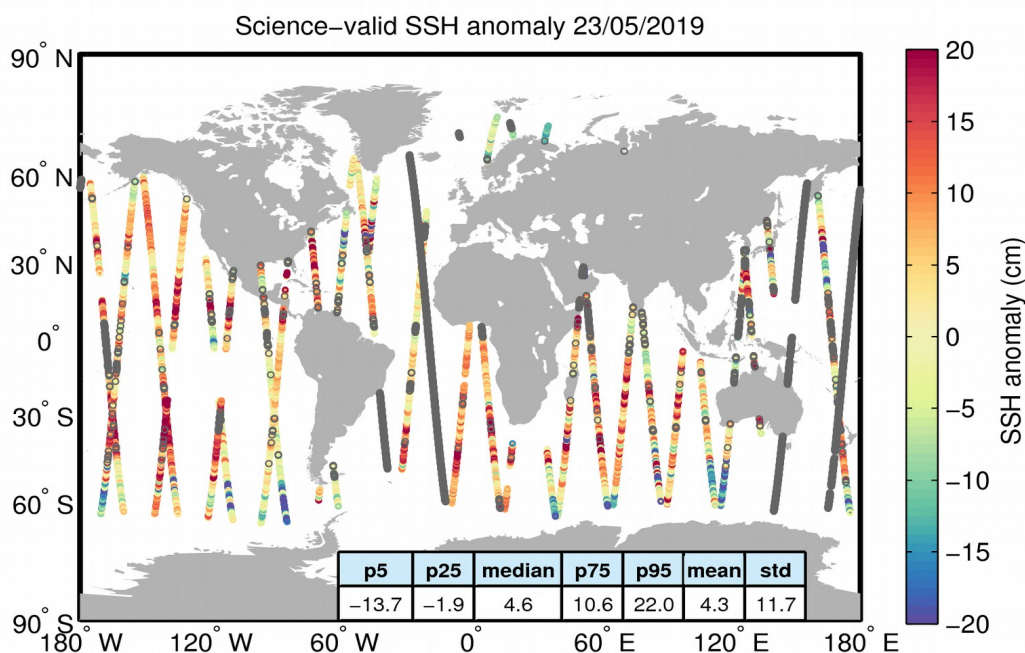 Science−valid SSH anomaly 23/05/2019
90° N
60° N
30° N
0°
30° S
60° S
90° S
180° W
120° W
60° W
0°
60° E
120° E
180° E
p5 p25 median p75 p95 mean std
−13.7 −1.9 4.6 10.6 22.0 4.3 11.7
20
15
10
5
0
−5
−10
−15
−20
SSH anomaly (cm)